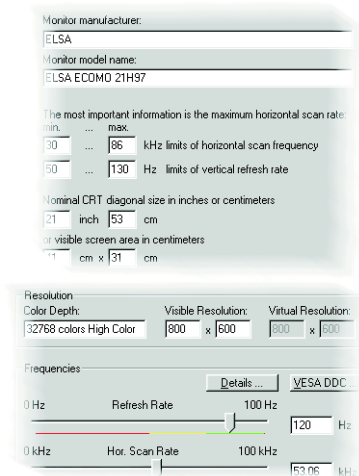 Monitor manufacturer:
ELSA
Monitor model name:
ELSA ECOMO 21H97
The most important information is the maximum horizontal scan rate:
min. ... max.
30 ... 86 kHz limits of horizontal scan frequency
50 ... 130 Hz limits of vertical refresh rate
Nominal CRT diagonal size in inches or centimeters
21 inch 53 cm
or visible screen area in centimeters
cm x 31 cm
Resolution
Color Depth: Visible Resolution: Virtual Resolution:
32768 colors High Color 800 x 600 800 x 600
Frequencies
Details ... VESA DDC ...
0 Hz Refresh Rate 100 Hz
120 Hz
0 kHz Hor. Scan Rate 100 kHz
53.06 kHz